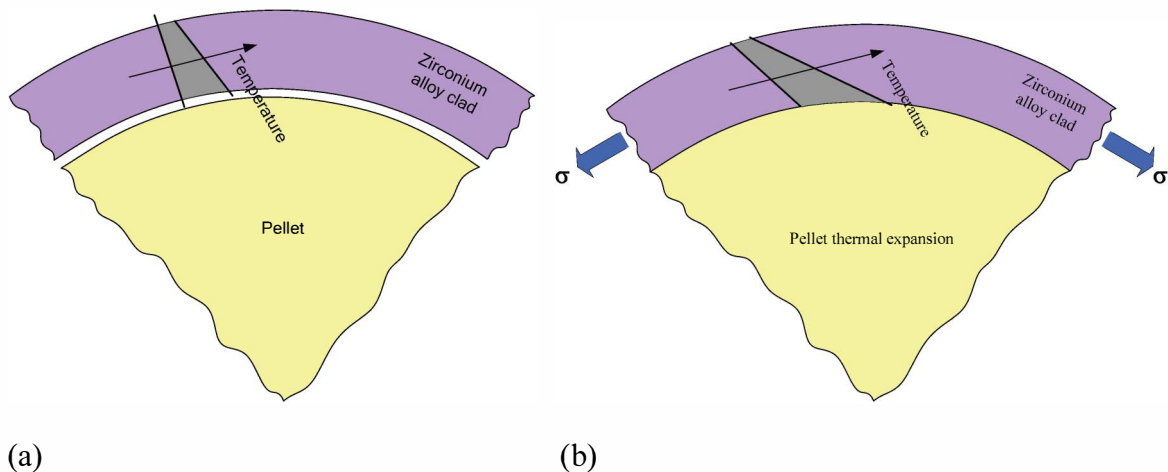 Temperature
Zirconium
alloy clad
Pellet
(a)
Temperature
Zirconium
alloy clad
σ
σ
Pellet thermal expansion
(b)